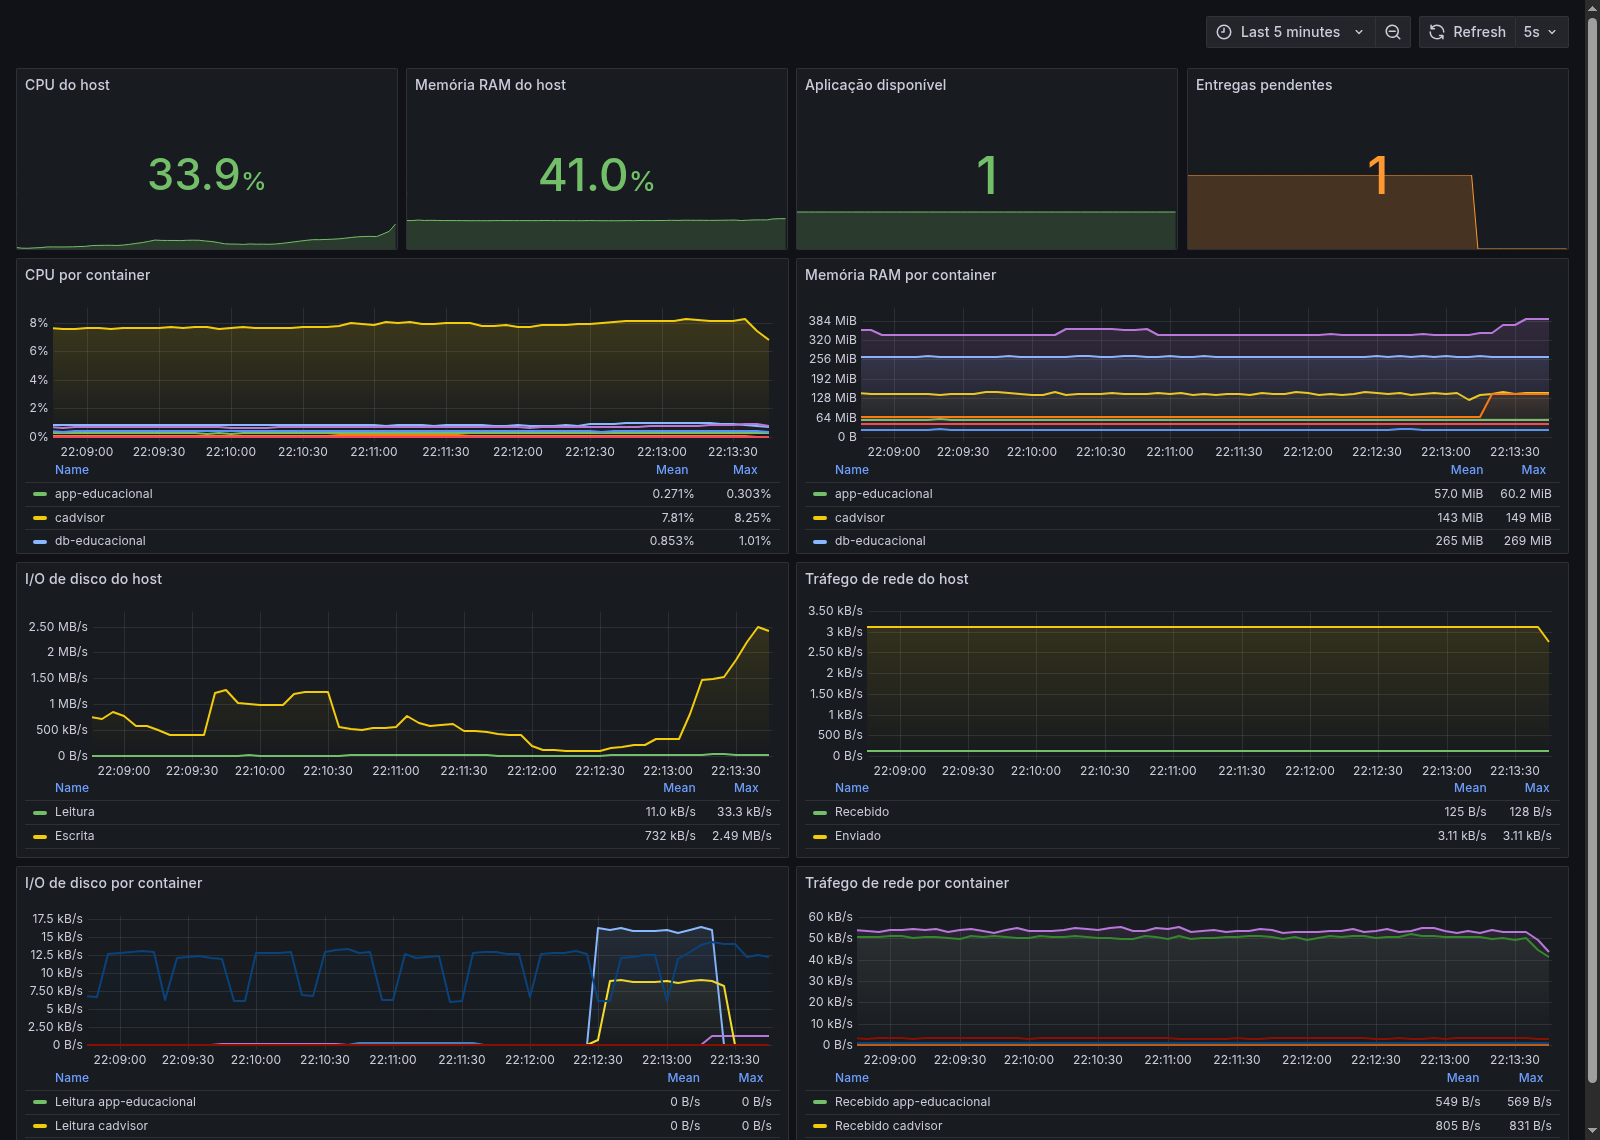 Last 5 minutes Refresh 5s
CPU do host Memória RAM do host Aplicação disponível Entregas pendentes
33.9% 41.0% 1 1
CPU por container
8%
6%
4%
2%
0%
22:09:00 22:09:30 22:10:00 22:10:30 22:11:00 22:11:30 22:12:00 22:12:30 22:13:00 22:13:30
Name Mean Max
app-educacional 0.271% 0.303%
cadvisor 7.81% 8.25%
db-educacional 0.853% 1.01%
Memória RAM por container
384 MiB
320 MiB
256 MiB
192 MiB
128 MiB
64 MiB
0 B
22:09:00 22:09:30 22:10:00 22:10:30 22:11:00 22:11:30 22:12:00 22:12:30 22:13:00 22:13:30
Name Mean Max
app-educacional 57.0 MiB 60.2 MiB
cadvisor 143 MiB 149 MiB
db-educacional 265 MiB 269 MiB
I/O de disco do host
2.50 MB/s
2 MB/s
1.50 MB/s
1 MB/s
500 kB/s
0 B/s
22:09:00 22:09:30 22:10:00 22:10:30 22:11:00 22:11:30 22:12:00 22:12:30 22:13:00 22:13:30
Name Mean Max
Leitura 11.0 kB/s 33.3 kB/s
Escrita 732 kB/s 2.49 MB/s
Tráfego de rede do host
3.50 kB/s
3 kB/s
2.50 kB/s
2 kB/s
1.50 kB/s
1 kB/s
500 B/s
0 B/s
22:09:00 22:09:30 22:10:00 22:10:30 22:11:00 22:11:30 22:12:00 22:12:30 22:13:00 22:13:30
Name Mean Max
Recebido 125 B/s 128 B/s
Enviado 3.11 kB/s 3.11 kB/s
I/O de disco por container
17.5 kB/s
15 kB/s
12.5 kB/s
10 kB/s
7.50 kB/s
5 kB/s
2.50 kB/s
0 B/s
22:09:00 22:09:30 22:10:00 22:10:30 22:11:00 22:11:30 22:12:00 22:12:30 22:13:00 22:13:30
Name Mean Max
Leitura app-educacional 0 B/s 0 B/s
Leitura cadvisor 0 B/s 0 B/s
Tráfego de rede por container
60 kB/s
50 kB/s
40 kB/s
30 kB/s
20 kB/s
10 kB/s
0 B/s
22:09:00 22:09:30 22:10:00 22:10:30 22:11:00 22:11:30 22:12:00 22:12:30 22:13:00 22:13:30
Name Mean Max
Recebido app-educacional 549 B/s 569 B/s
Recebido cadvisor 805 B/s 831 B/s